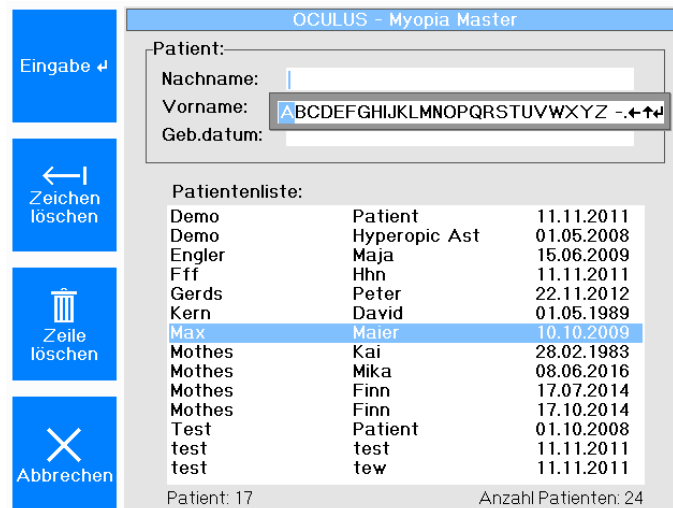 OCULUS - Myopia Master
Eingabe ↲
Patient:
Nachname:
Vorname:
ABCDEFGHIJKLMNOPQRSTUVWXYZ -.←↑↲
Geb.datum:
Zeichen
löschen
Patientenliste:
Demo Patient 11.11.2011
Demo Hyperopic Ast 01.05.2008
Engler Maja 15.06.2009
Fff Hhn 11.11.2011
Gerds Peter 22.11.2012
Kern David 01.05.1989
Max Maier 10.10.2009
Mothes Kai 28.02.1983
Mothes Mika 08.06.2016
Mothes Finn 17.07.2014
Mothes Finn 17.10.2014
Test Patient 01.10.2008
test test 11.11.2011
test tew 11.11.2011
Zeile
löschen
Abbrechen
Patient: 17 Anzahl Patienten: 24